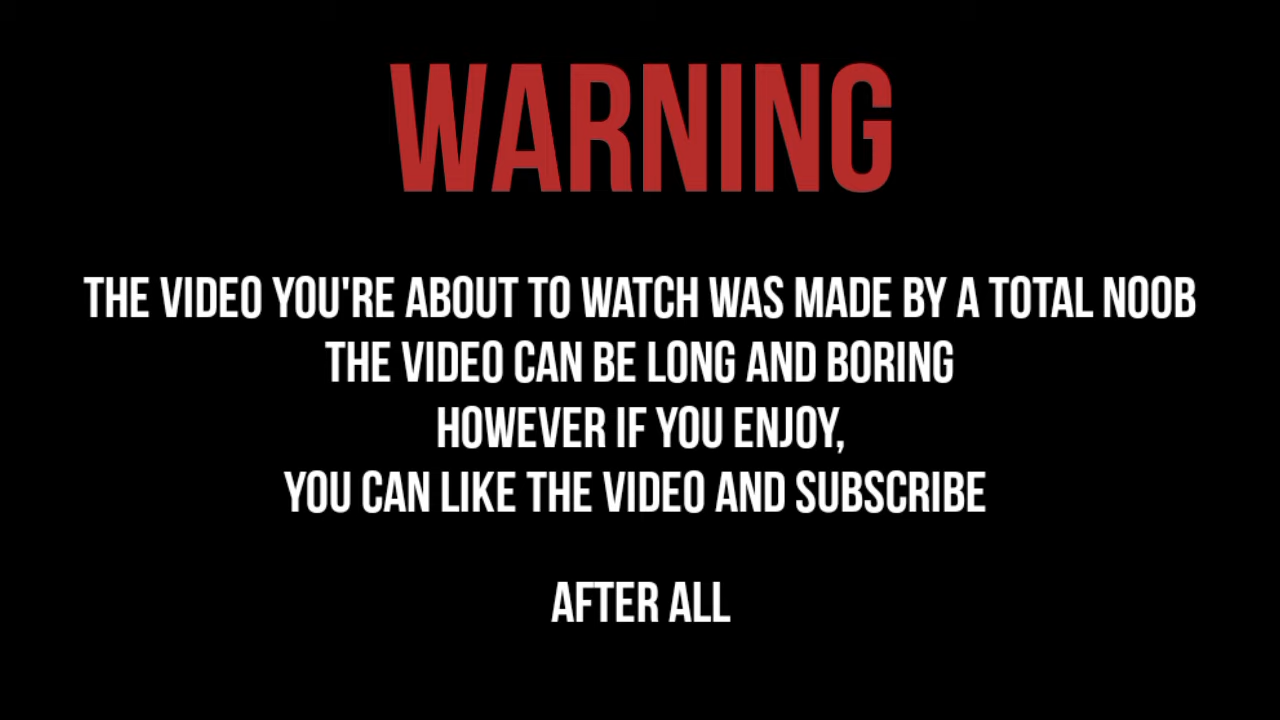 WARNING
THE VIDEO YOU'RE ABOUT TO WATCH WAS MADE BY A TOTAL NOOB
THE VIDEO CAN BE LONG AND BORING
HOWEVER IF YOU ENJOY,
YOU CAN LIKE THE VIDEO AND SUBSCRIBE
AFTER ALL